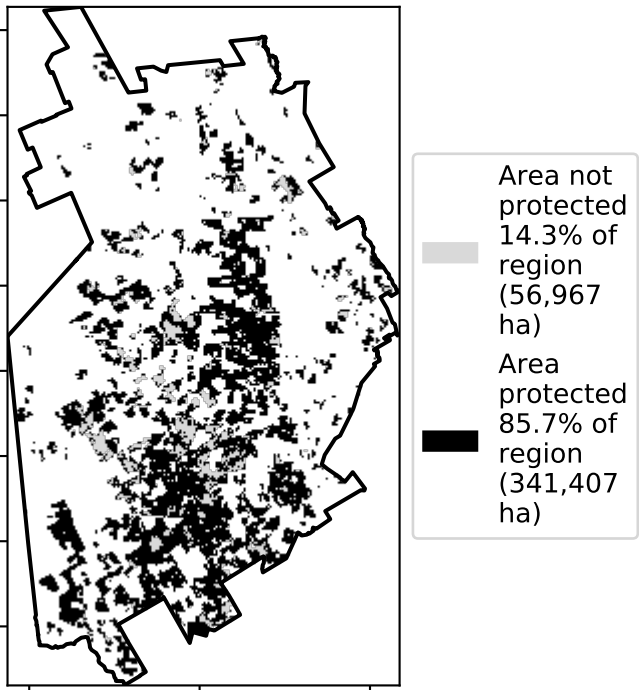 Area not
protected
14.3% of
region
(56,967
ha)
Area
protected
85.7% of
region
(341,407
ha)